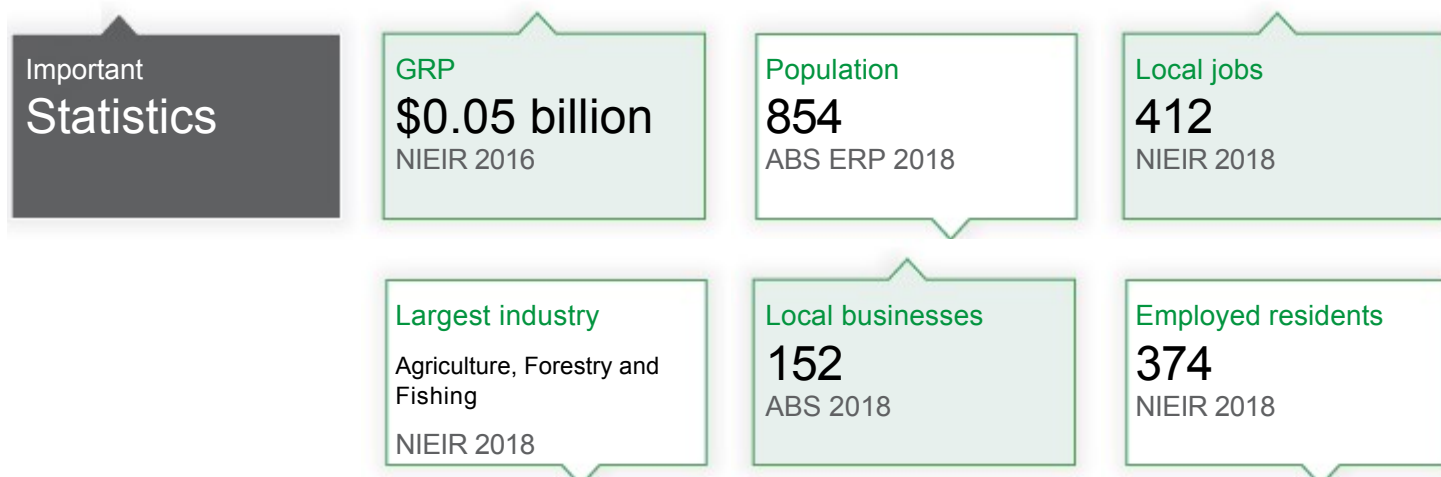 Important
Statistics
GRP
$0.05 billion
NIEIR 2016
Population
854
ABS ERP 2018
Local jobs
412
NIEIR 2018
Largest industry
Agriculture, Forestry and
Fishing
NIEIR 2018
Local businesses
152
ABS 2018
Employed residents
374
NIEIR 2018